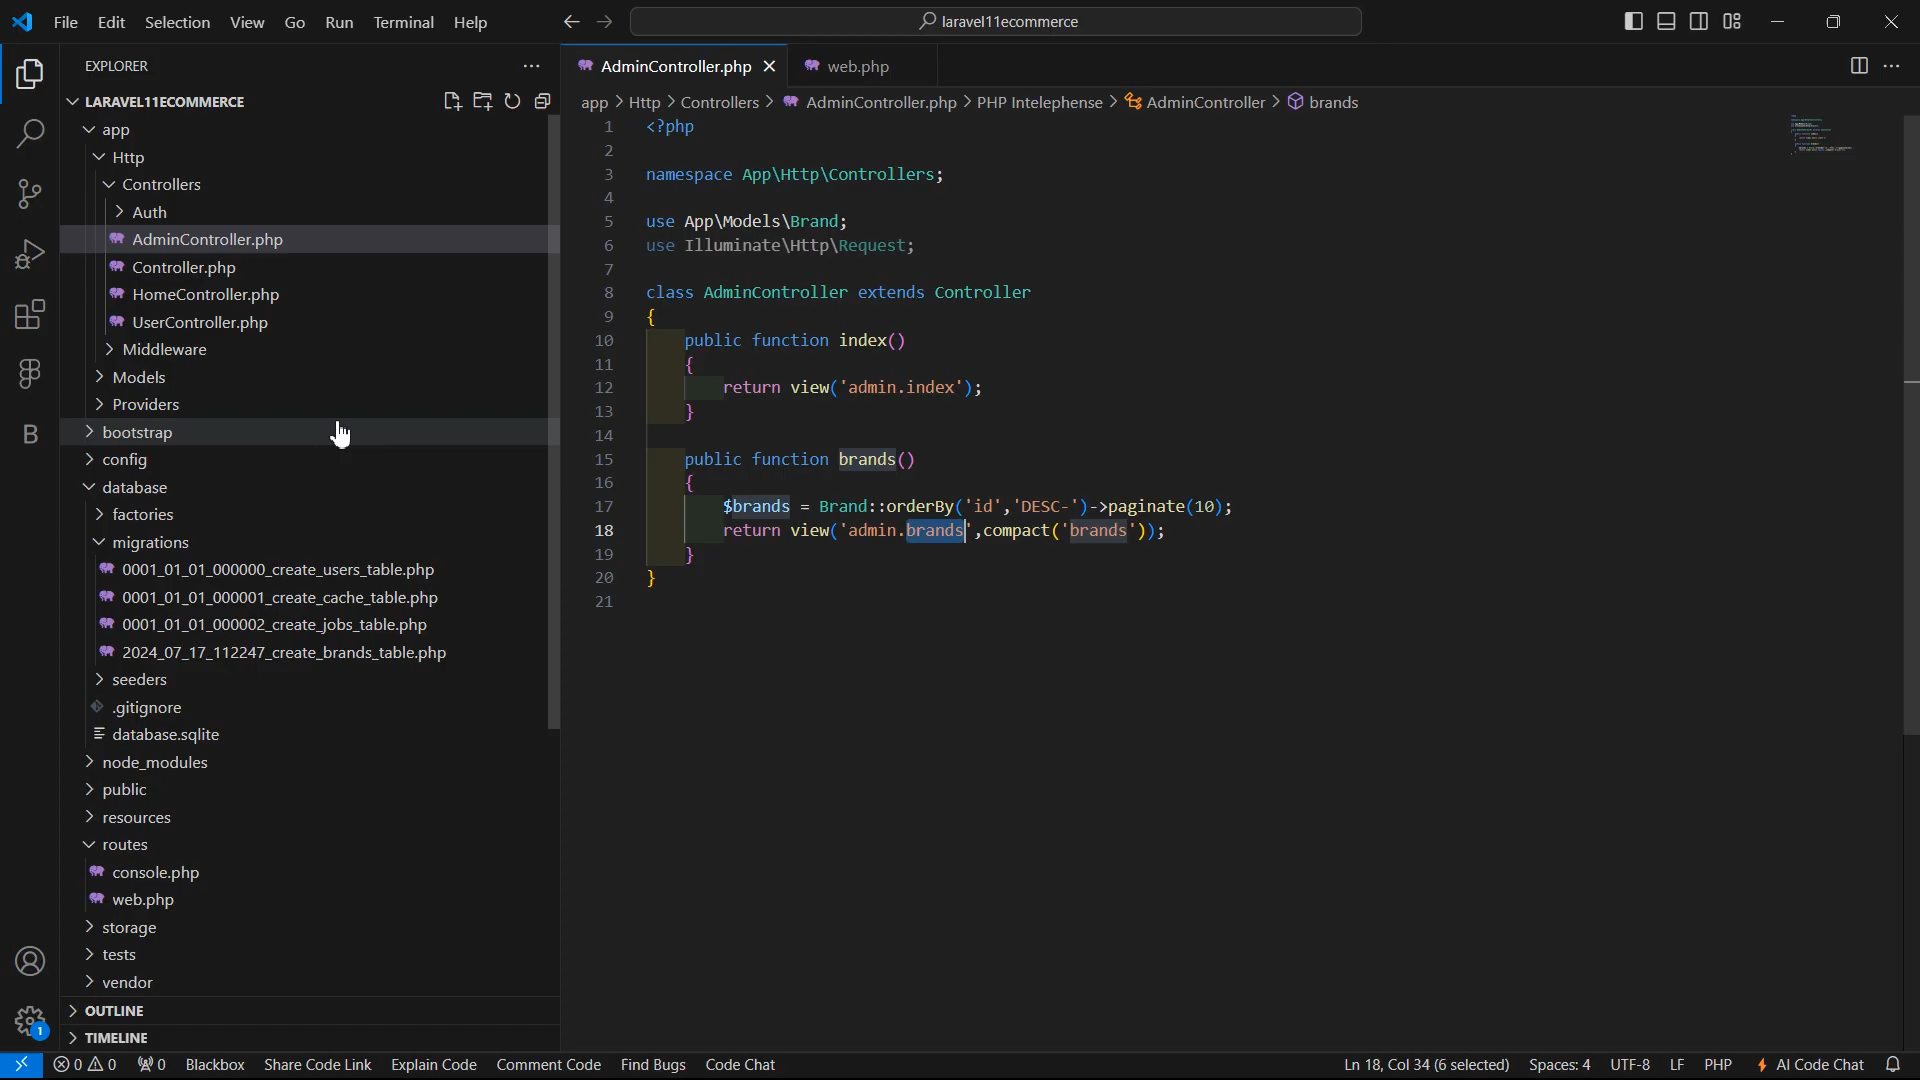 File Edit Selection View Go Run Terminal Help
laravel11ecommerce
EXPLORER
LARAVEL11ECOMMERCE
app
Http
Controllers
Auth
AdminController.php
Controller.php
HomeController.php
UserController.php
Middleware
Models
Providers
bootstrap
config
database
factories
migrations
0001_01_01_000000_create_users_table.php
0001_01_01_000001_create_cache_table.php
0001_01_01_000002_create_jobs_table.php
2024_07_17_112247_create_brands_table.php
seeders
.gitignore
database.sqlite
node_modules
public
resources
routes
console.php
web.php
storage
tests
vendor
OUTLINE
TIMELINE
B
1
AdminController.php web.php
app > Http > Controllers > AdminController.php > PHP Intelephense > AdminController > brands
1 <?php
2
3 namespace App\Http\Controllers;
4
5 use App\Models\Brand;
6 use Illuminate\Http\Request;
7
8 class AdminController extends Controller
9 {
10 public function index()
11 {
12 return view('admin.index');
13 }
14
15 public function brands()
16 {
17 $brands = Brand::orderBy('id','DESC-')->paginate(10);
18 return view('admin.brands',compact('brands'));
19 }
20 }
21
0 0 0 Blackbox Share Code Link Explain Code Comment Code Find Bugs Code Chat Ln 18, Col 34 (6 selected) Spaces: 4 UTF-8 LF PHP AI Code Chat